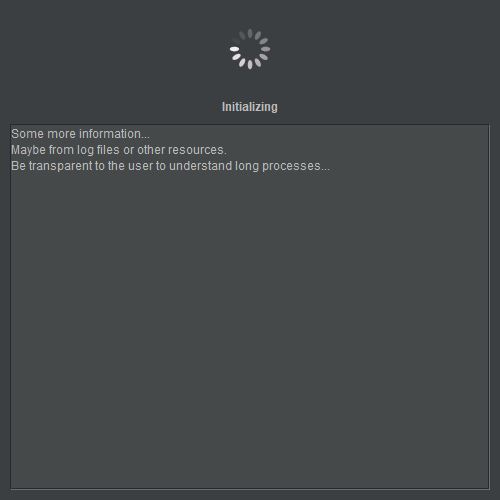 Initializing
Some more information...
Maybe from log files or other resources.
Be transparent to the user to understand long processes...